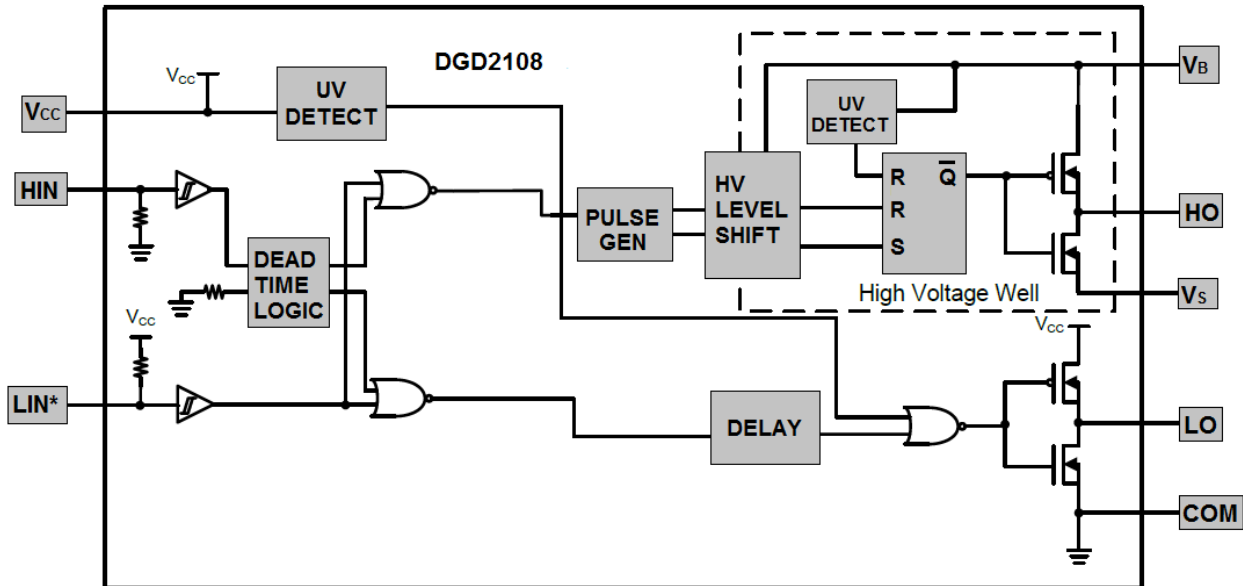 DGD2108
VCC
VCC
UV
DETECT
HIN
DEAD
TIME
LOGIC
VCC
LIN*
PULSE
GEN
HV
LEVEL
SHIFT
UV
DETECT
R
Q̅
R
S
High Voltage Well
VB
HO
VS
DELAY
VCC
LO
COM